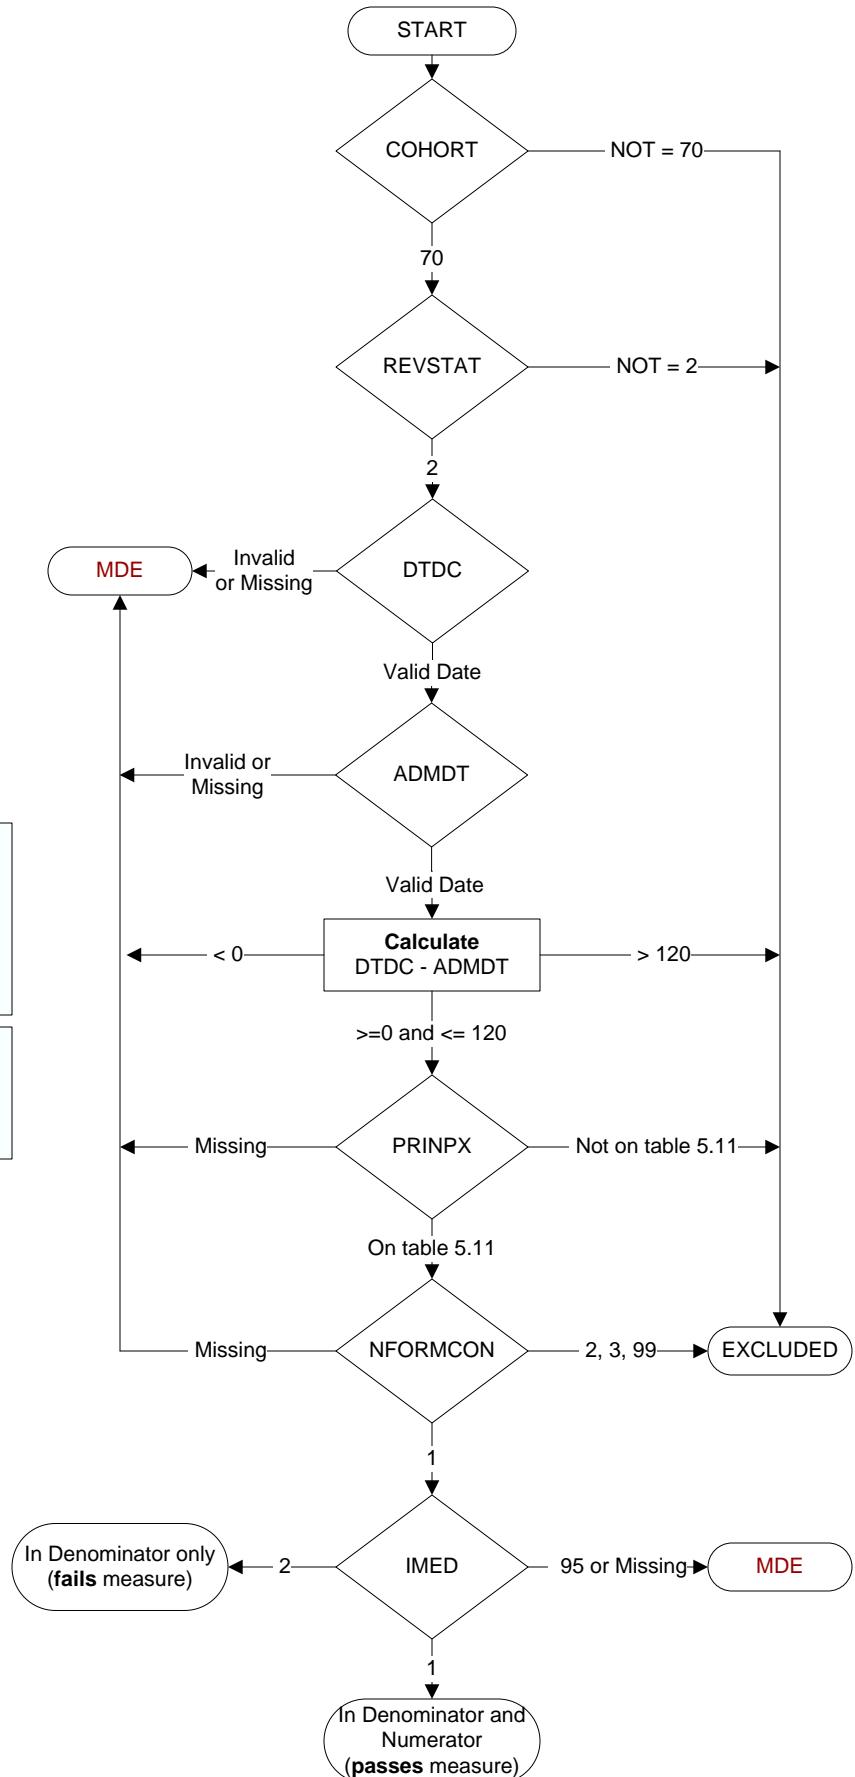 START
COHORT
NOT = 70
70
REVSTAT
NOT = 2
2
DTDC
Invalid
or Missing
MDE
Valid Date
ADMDT
Invalid or
Missing
Valid Date
Calculate
DTDC - ADMDT
< 0
> 120
>=0 and <= 120
PRINPX
Missing
Not on table 5.11
On table 5.11
NFORMCON
Missing
2, 3, 99
EXCLUDED
1
IMED
2
In Denominator only
(fails measure)
95 or Missing
MDE
1
In Denominator and
Numerator
(passes measure)